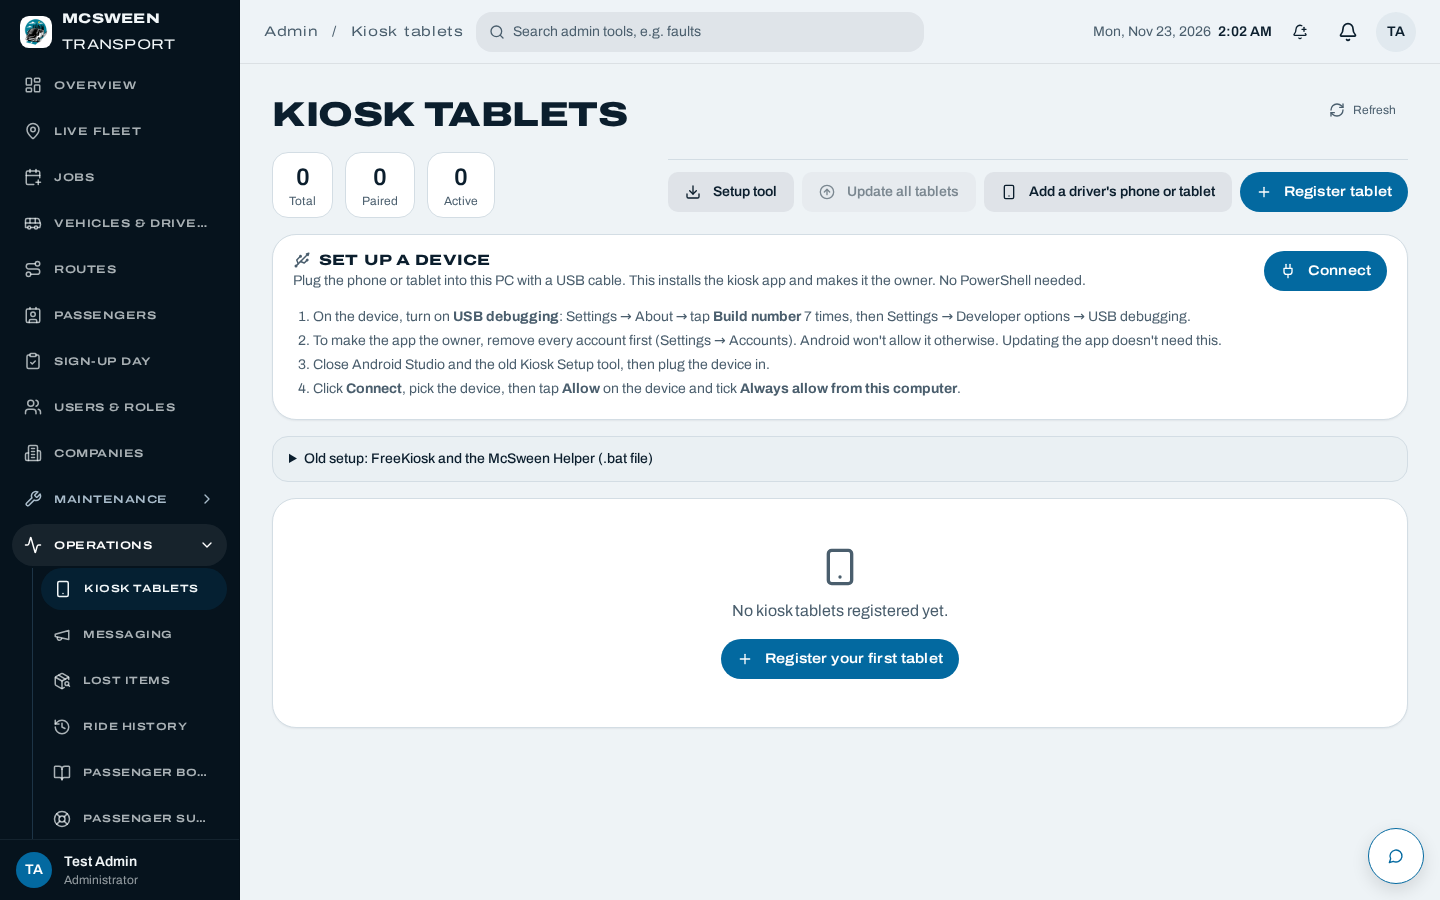 MCSWEEN
TRANSPORT
OVERVIEW
LIVE FLEET
JOBS
VEHICLES & DRIVE...
ROUTES
PASSENGERS
SIGN-UP DAY
USERS & ROLES
COMPANIES
MAINTENANCE
OPERATIONS
KIOSK TABLETS
MESSAGING
LOST ITEMS
RIDE HISTORY
PASSENGER BO...
PASSENGER SU...
TA
Test Admin
Administrator
Admin / Kiosk tablets
Search admin tools, e.g. faults
Mon, Nov 23, 2026 2:02 AM
TA
KIOSK TABLETS
Refresh
0 Total
0 Paired
0 Active
Setup tool
Update all tablets
Add a driver's phone or tablet
Register tablet
SET UP A DEVICE
Plug the phone or tablet into this PC with a USB cable. This installs the kiosk app and makes it the owner. No PowerShell needed.
Connect
1. On the device, turn on USB debugging: Settings → About → tap Build number 7 times, then Settings → Developer options → USB debugging.
2. To make the app the owner, remove every account first (Settings → Accounts). Android won't allow it otherwise. Updating the app doesn't need this.
3. Close Android Studio and the old Kiosk Setup tool, then plug the device in.
4. Click Connect, pick the device, then tap Allow on the device and tick Always allow from this computer.
Old setup: FreeKiosk and the McSween Helper (.bat file)
No kiosk tablets registered yet.
Register your first tablet